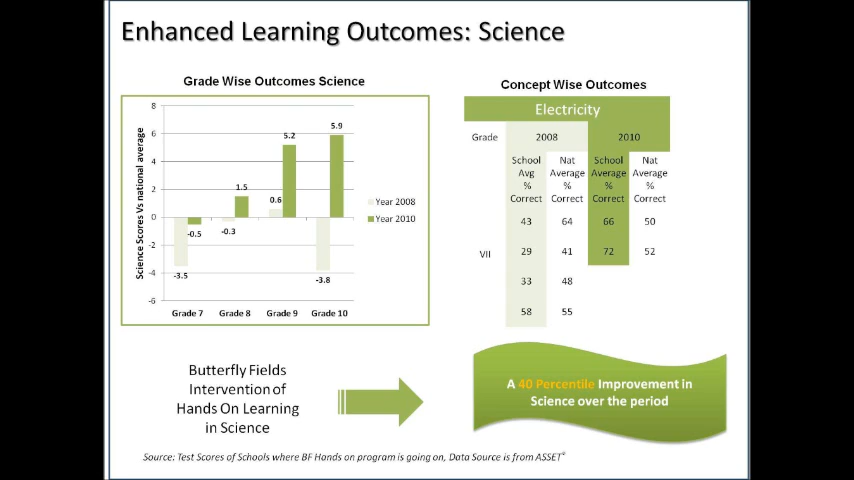 Enhanced Learning Outcomes: Science
Grade Wise Outcomes Science
Science Scores Vs national average
8
6
4
2
0
-2
-4
-6
-3.5
-0.5
-0.3
1.5
0.6
5.2
-3.8
5.9
Grade 7 Grade 8 Grade 9 Grade 10
Year 2008
Year 2010
Concept Wise Outcomes
Electricity
Grade 2008 2010
School Nat School Nat
Avg Average Average Average
% % % %
Correct Correct Correct Correct
43 64 66 50
VII 29 41 72 52
33 48
58 55
Butterfly Fields
Intervention of
Hands On Learning
in Science
A 40 Percentile Improvement in
Science over the period
Source: Test Scores of Schools where BF Hands on program is going on, Data Source is from ASSET®